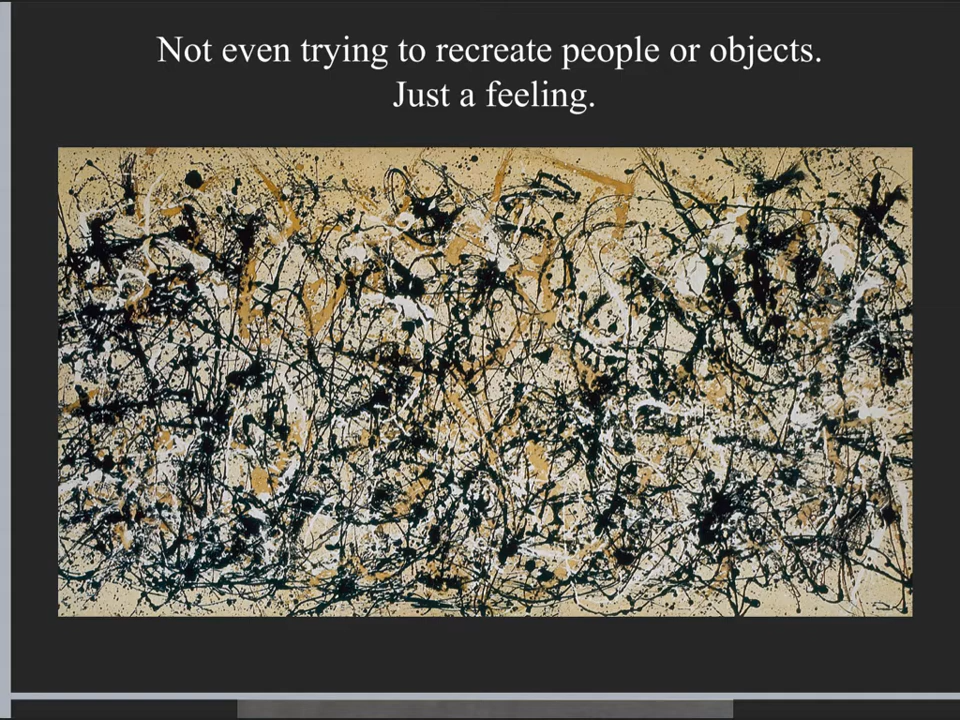 Not even trying to recreate people or objects.
Just a feeling.